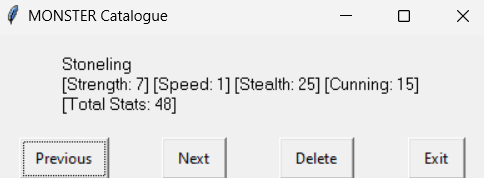 MONSTER Catalogue
Stoneling
[Strength: 7] [Speed: 1] [Stealth: 25] [Cunning: 15]
[Total Stats: 48]
Previous Next Delete Exit